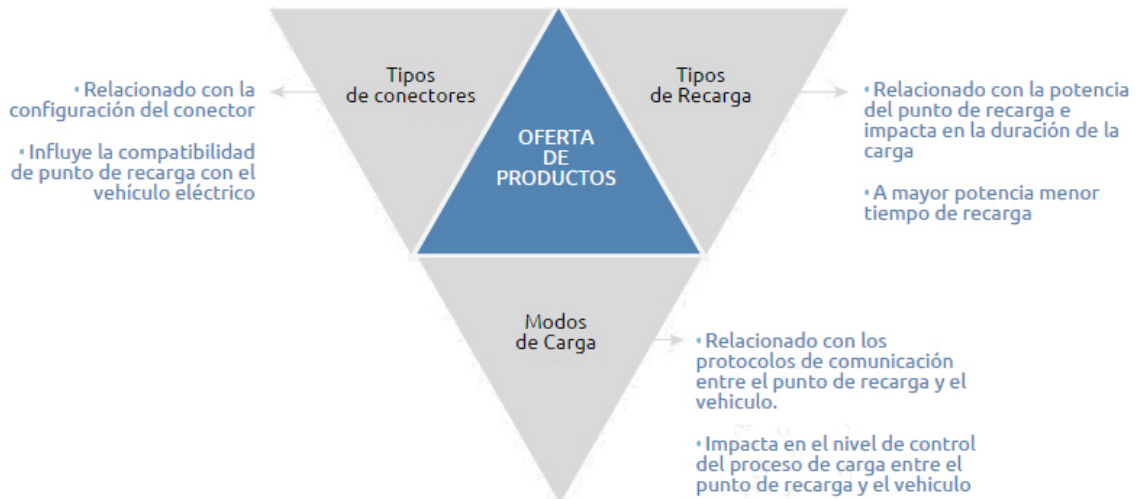 Tipos
de conectores
• Relacionado con la
configuración del conector
• Influye la compatibilidad
de punto de recarga con el
vehículo eléctrico
OFERTA
DE
PRODUCTOS
Tipos
de Recarga
• Relacionado con la potencia
del punto de recarga e
impacta en la duración de la
carga
• A mayor potencia menor
tiempo de recarga
Modos
de Carga
• Relacionado con los
protocolos de comunicación
entre el punto de recarga y el
vehiculo.
• Impacta en el nivel de control
del proceso de carga entre el
punto de recarga y el vehiculo